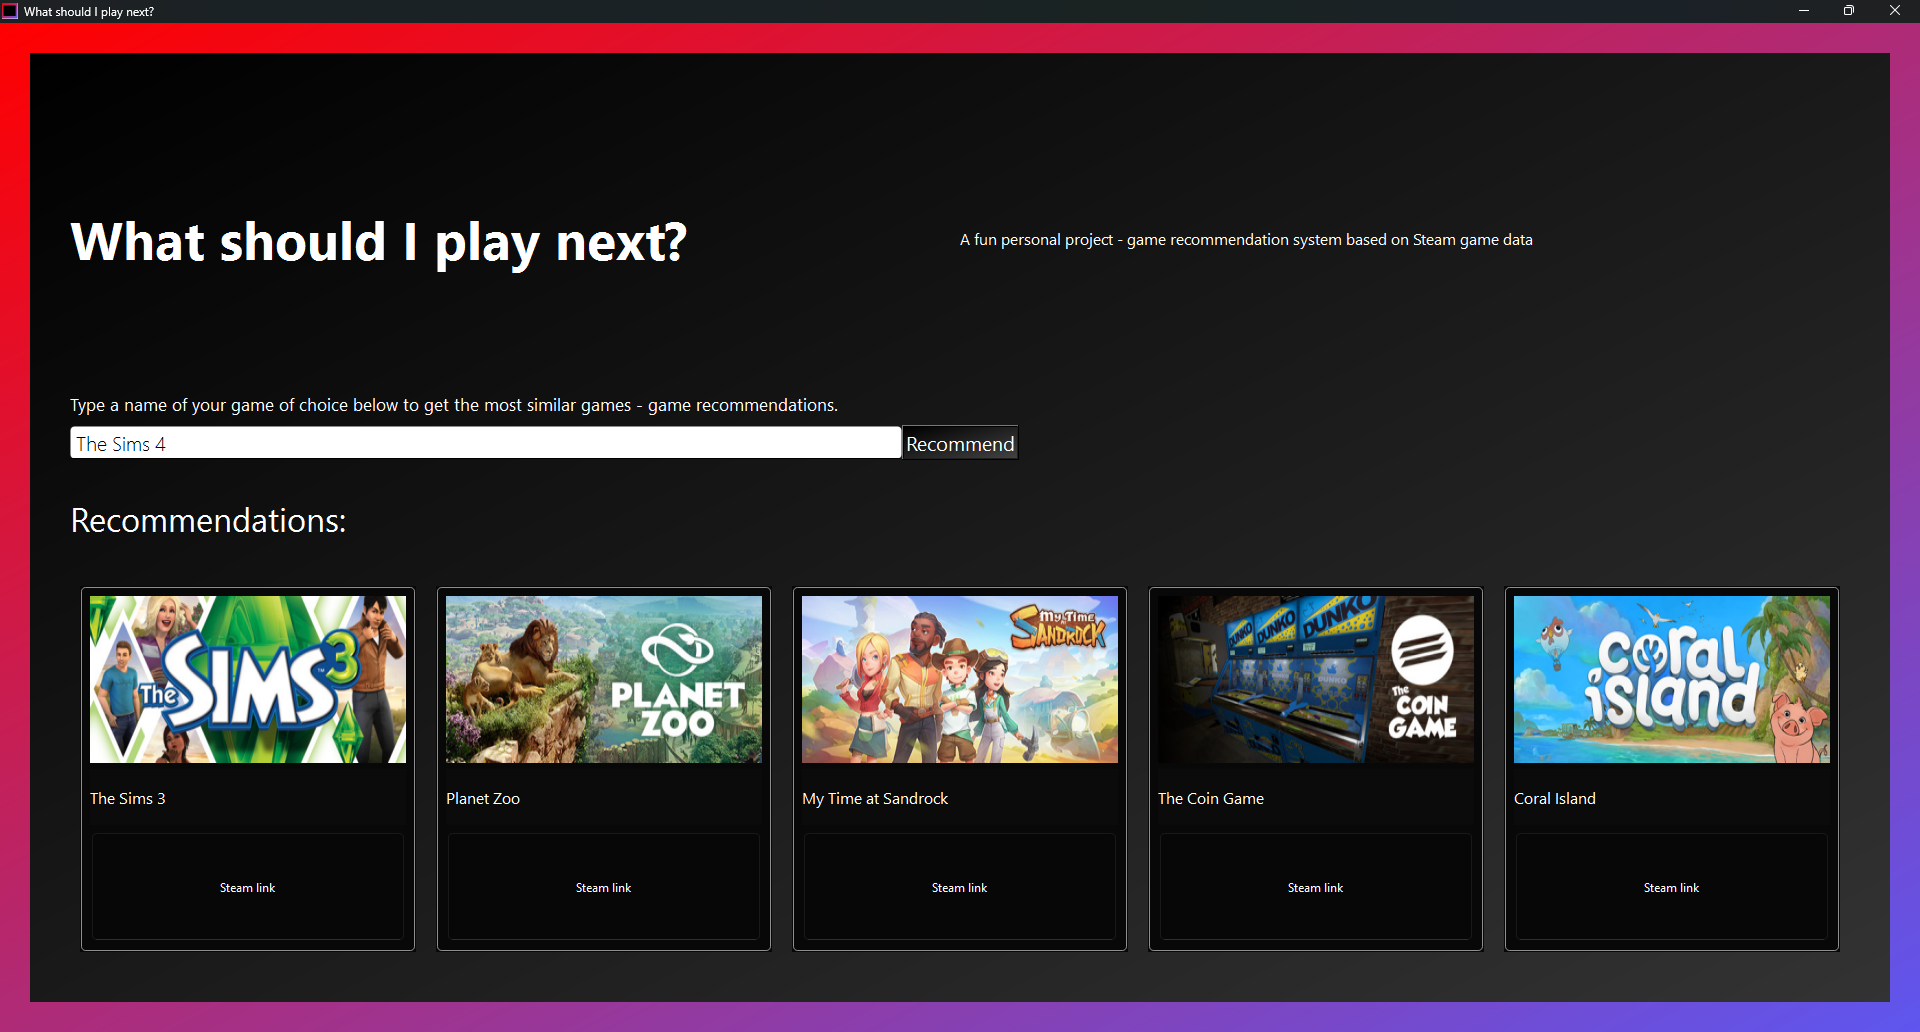 What should I play next?
What should I play next?
A fun personal project - game recommendation system based on Steam game data
Type a name of your game of choice below to get the most similar games - game recommendations.
The Sims 4
Recommend
Recommendations:
The SIMS 3
PLANET
ZOO
My Time
at SANDROCK
DUNKO
DUNKO
DUNKO
DUNKO
The
COIN
GAME
coral
island
The Sims 3
Planet Zoo
My Time at Sandrock
The Coin Game
Coral Island
Steam link
Steam link
Steam link
Steam link
Steam link